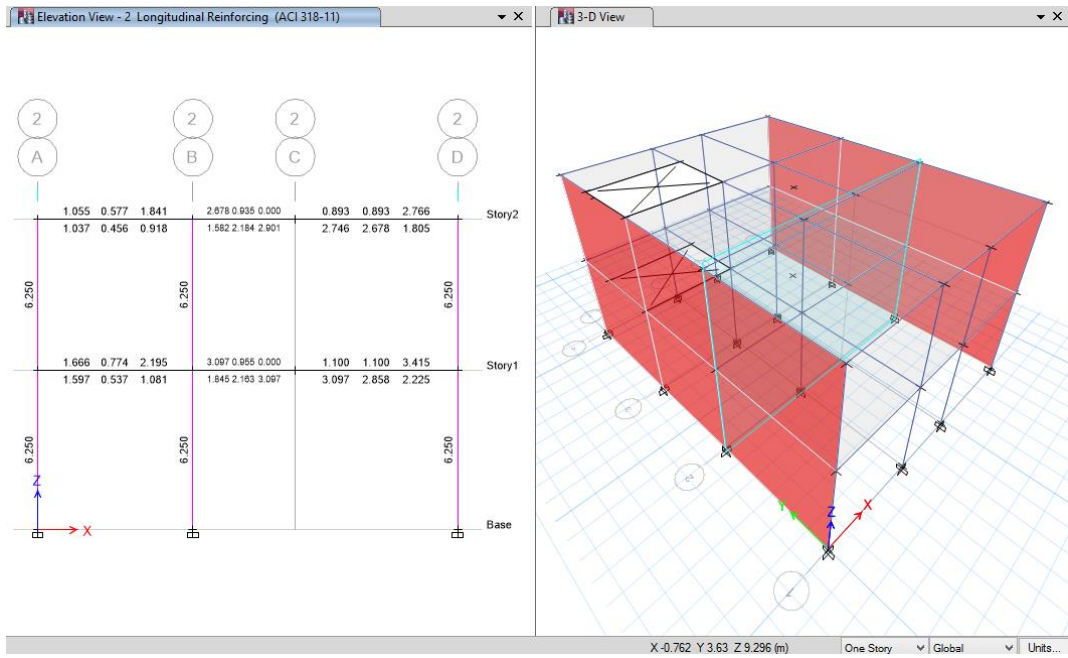 Elevation View - 2 Longitudinal Reinforcing (ACI 318-11)
3-D View
2 2 2 2
A B C D
1.055 0.577 1.841 2.678 0.935 0.000 0.893 0.893 2.766 Story2
1.037 0.456 0.918 1.582 2.184 2.901 2.746 2.678 1.805
6.250 6.250 6.250
1.666 0.774 2.195 3.097 0.955 0.000 1.100 1.100 3.415 Story1
1.597 0.537 1.081 1.845 2.163 3.097 3.097 2.858 2.225
6.250 6.250 6.250
Z
X
Base
Y Z X
X -0.762 Y 3.63 Z 9.296 (m)
One Story
Global
Units...